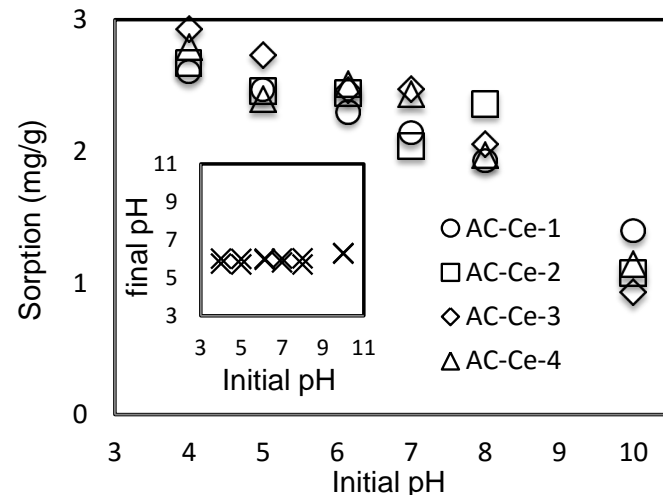 3
2
1
0
Sorption (mg/g)
3 4 5 6 7 8 9 10
Initial pH
11
9
7
5
3
final pH
3 5 7 9 11
Initial pH
AC-Ce-1
AC-Ce-2
AC-Ce-3
AC-Ce-4